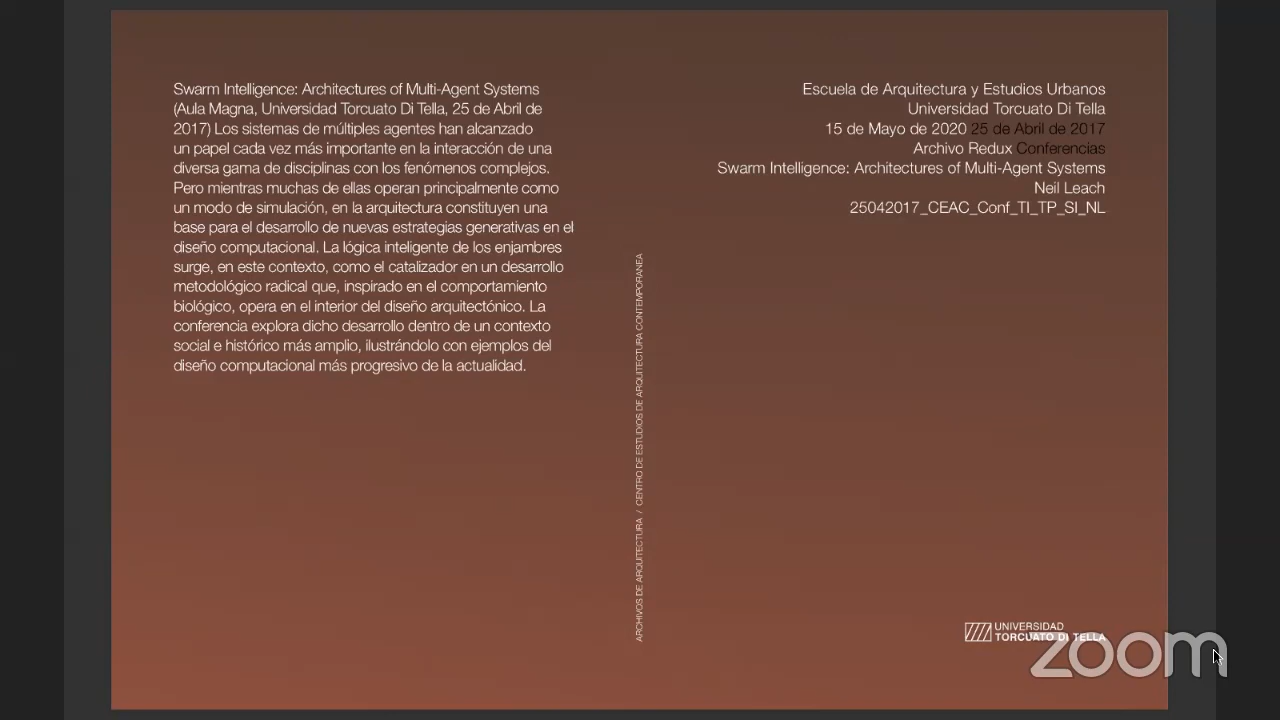 Swarm Intelligence: Architectures of Multi-Agent Systems
(Aula Magna, Universidad Torcuato Di Tella, 25 de Abril de
2017) Los sistemas de múltiples agentes han alcanzado
un papel cada vez más importante en la interacción de una
diversa gama de disciplinas con los fenómenos complejos.
Pero mientras muchas de ellas operan principalmente como
un modo de simulación, en la arquitectura constituyen una
base para el desarrollo de nuevas estrategias generativas en el
diseño computacional. La lógica inteligente de los enjambres
surge, en este contexto, como el catalizador en un desarrollo
metodológico radical que, inspirado en el comportamiento
biológico, opera en el interior del diseño arquitectónico. La
conferencia explora dicho desarrollo dentro de un contexto
social e histórico más amplio, ilustrándolo con ejemplos del
diseño computacional más progresivo de la actualidad.
ARCHIVOS DE ARQUITECTURA / CENTRO DE ESTUDIOS DE ARQUITECTURA CONTEMPORANEA
Escuela de Arquitectura y Estudios Urbanos
Universidad Torcuato Di Tella
15 de Mayo de 2020 25 de Abril de 2017
Archivo Redux Conferencias
Swarm Intelligence: Architectures of Multi-Agent Systems
Neil Leach
25042017_CEAC_Conf_TI_TP_SI_NL
UNIVERSIDAD
TORCUATO DI TELLA
zoom